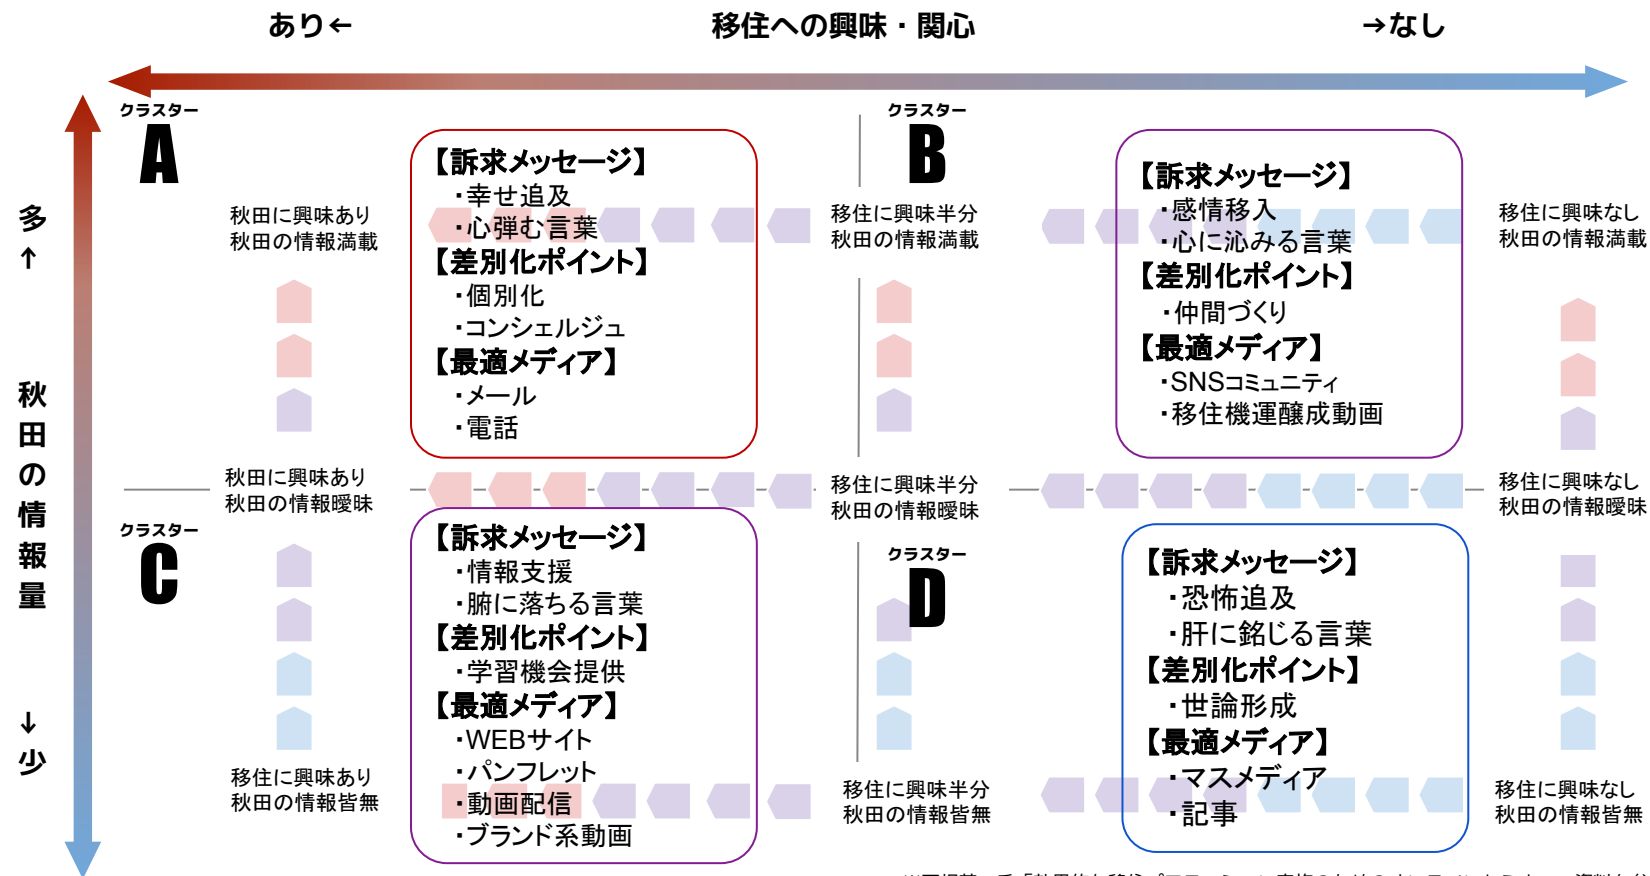 あり←
移住への興味・関心
→なし
多
↑
秋
田
の
情
報
量
↓
少
クラスター
A
秋田に興味あり
秋田の情報満載
【訴求メッセージ】
・幸せ追及
・心弾む言葉
【差別化ポイント】
・個別化
・コンシェルジュ
【最適メディア】
・メール
・電話
クラスター
B
移住に興味半分
秋田の情報満載
【訴求メッセージ】
・感情移入
・心に沁みる言葉
【差別化ポイント】
・仲間づくり
【最適メディア】
・SNSコミュニティ
・移住機運醸成動画
移住に興味なし
秋田の情報満載
秋田に興味あり
秋田の情報曖昧
移住に興味半分
秋田の情報曖昧
移住に興味なし
秋田の情報曖昧
クラスター
C
【訴求メッセージ】
・情報支援
・腑に落ちる言葉
【差別化ポイント】
・学習機会提供
【最適メディア】
・WEBサイト
・パンフレット
・動画配信
・ブランド系動画
移住に興味あり
秋田の情報皆無
クラスター
D
【訴求メッセージ】
・恐怖追及
・肝に銘じる言葉
【差別化ポイント】
・世論形成
【最適メディア】
・マスメディア
・記事
移住に興味半分
秋田の情報皆無
移住に興味なし
秋田の情報皆無